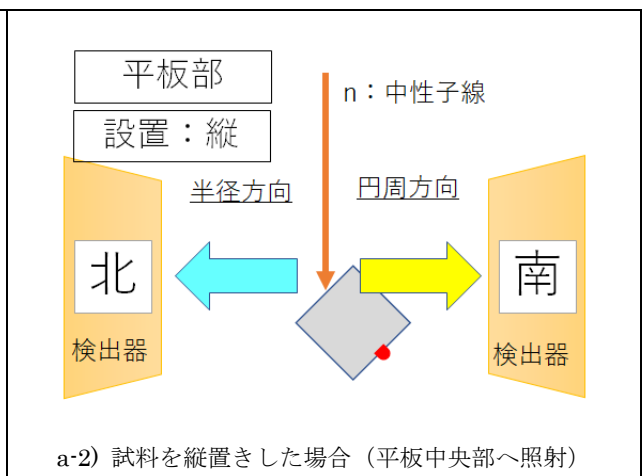 平板部
設置：縦
n：中性子線
半径方向
円周方向
北
南
検出器
検出器
a-2) 試料を縦置きした場合（平板中央部へ照射）